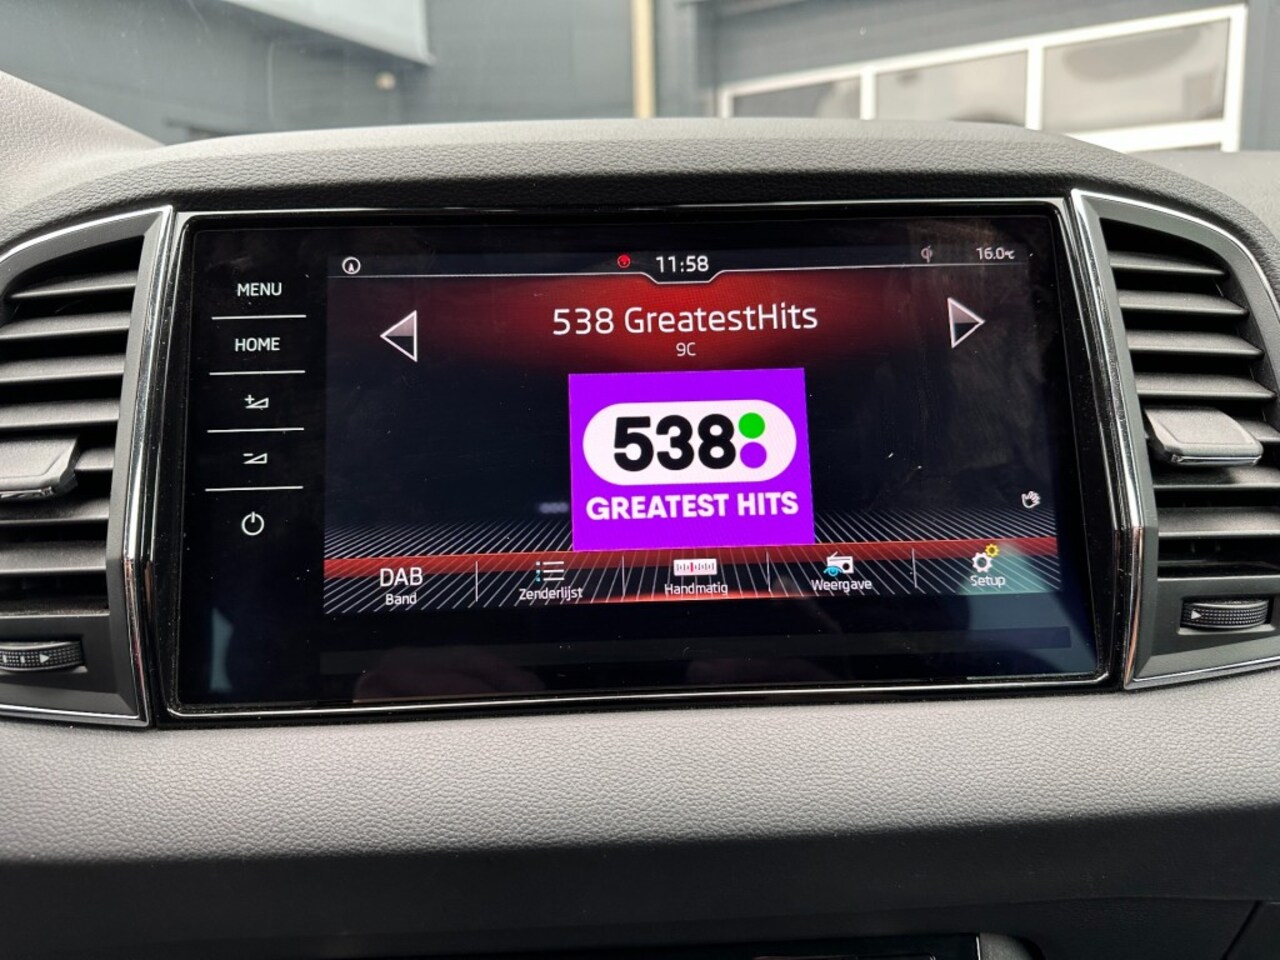 MENU
HOME
11:58
16.0°C
538 GreatestHits
9C
538
GREATEST HITS
DAB
Band
Zenderlijst
Handmatig
Weergave
Setup